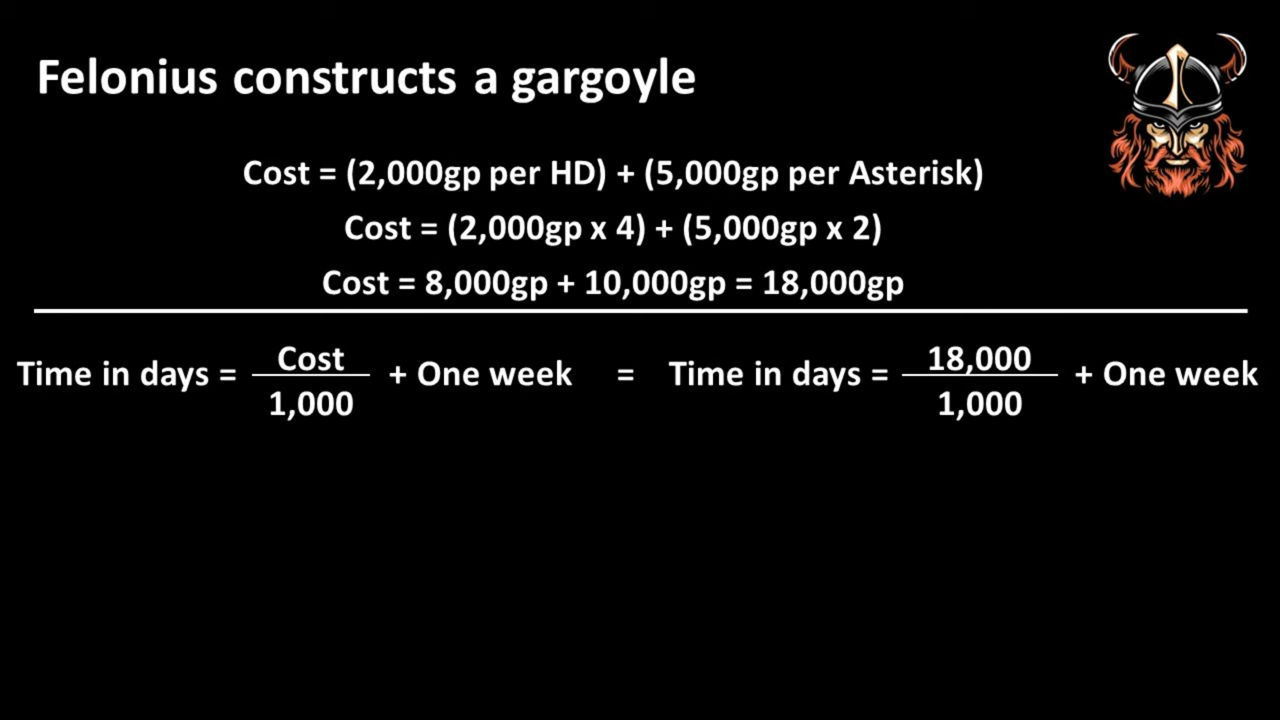 Felonius constructs a gargoyle
Cost = (2,000gp per HD) + (5,000gp per Asterisk)
Cost = (2,000gp x 4) + (5,000gp x 2)
Cost = 8,000gp + 10,000gp = 18,000gp
Time in days = Cost / 1,000 + One week = Time in days = 18,000 / 1,000 + One week